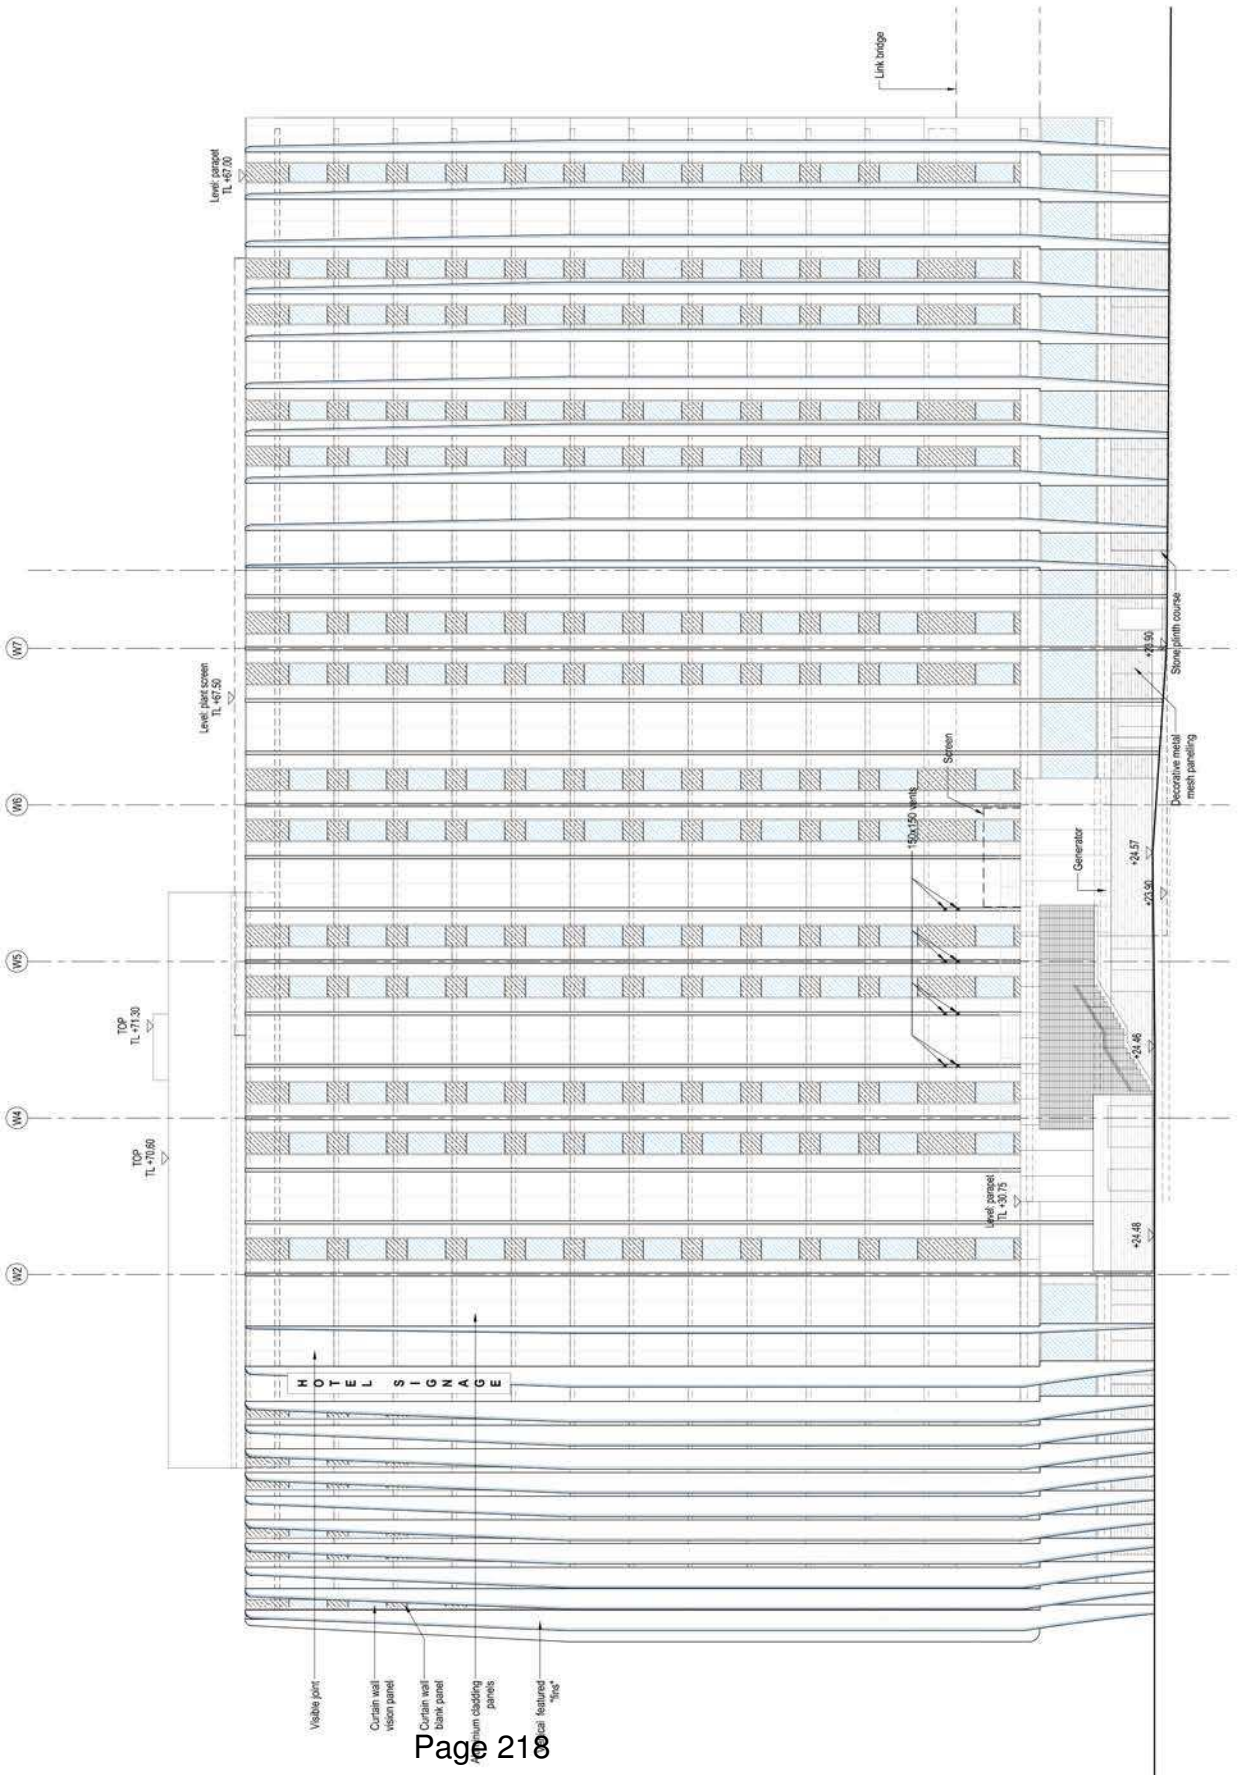 W2
W4
W5
W6
W7
TOP
TL +70.60
TOP
TL +71.30
Level: plant screen
TL +67.50
Level: parapet
TL +67.00
Link bridge
HOTEL SIGNAGE
Visible joint
Curtain wall
vision panel
Curtain wall
blank panel
cladding
panels
featured
"fins"
Level: parapet
TL +30.75
150x150 vents
Screen
Generator
+24.48
+24.46
+23.90
+24.57
+23.90
Decorative metal
mesh panelling
Stone plinth course
Page 218